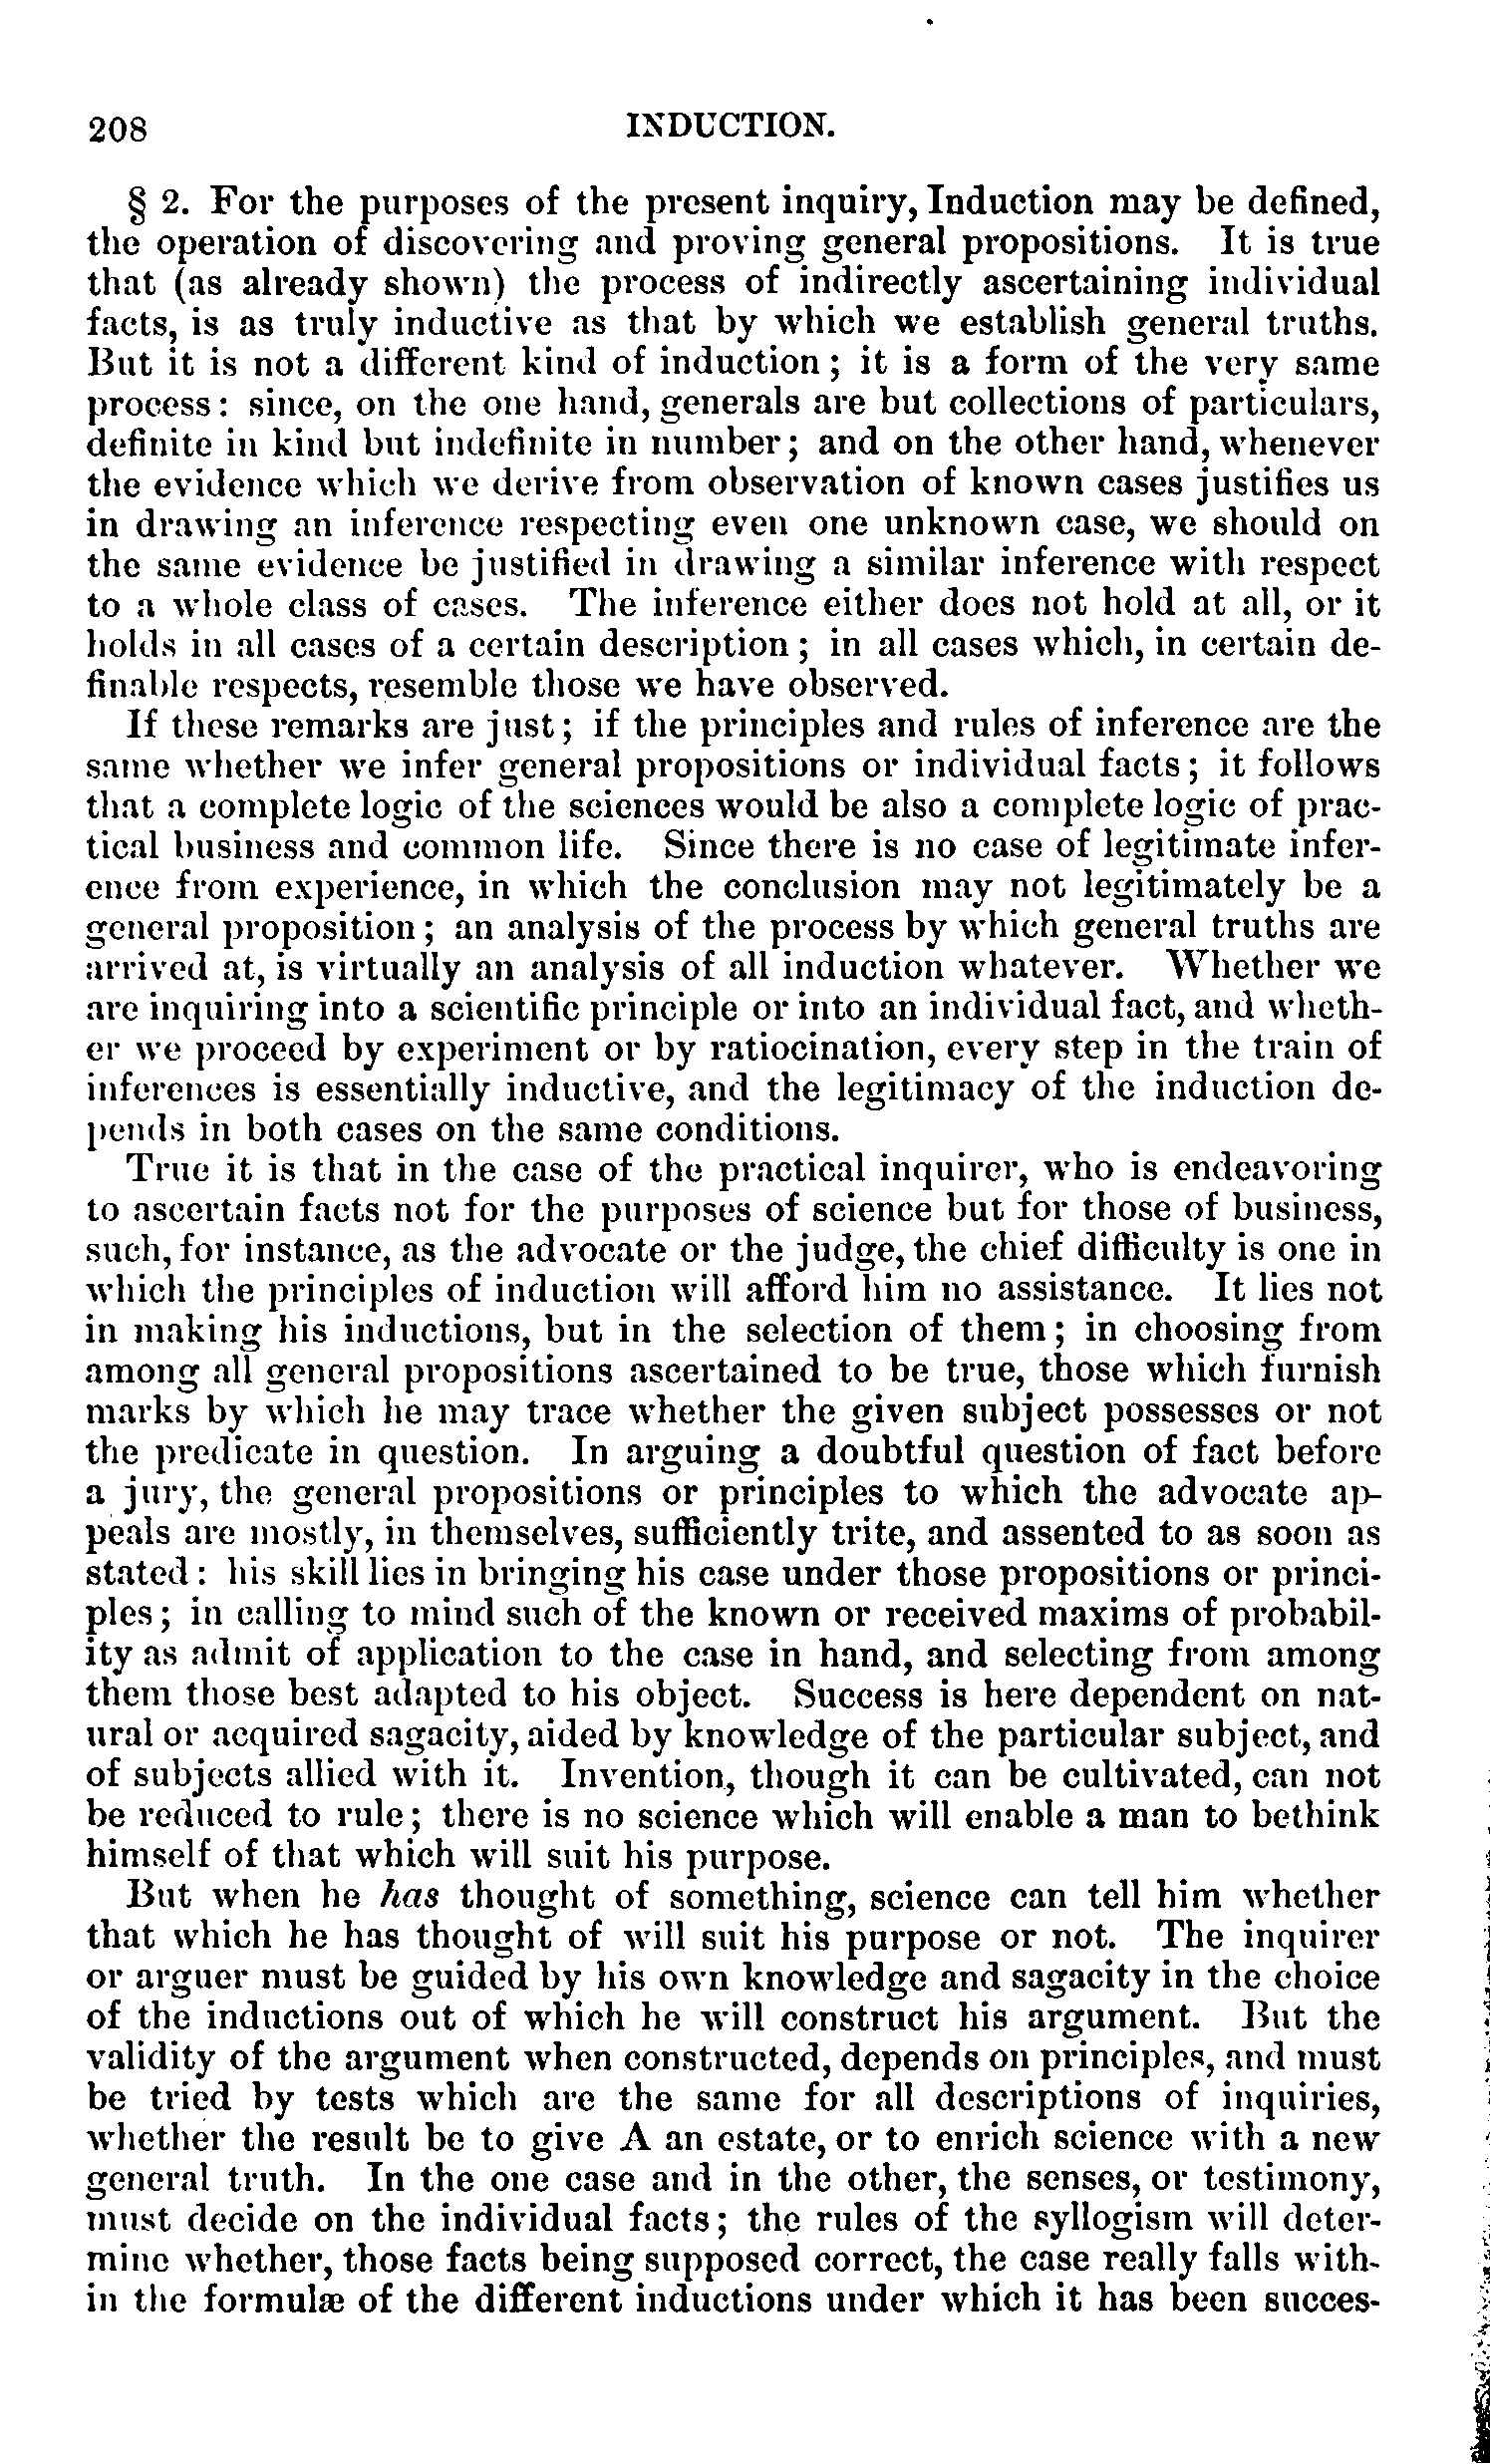 208 INDUCTION.
§ 2. For the purposes of the present inquiry, Induction may be defined,
the operation of discovering and proving general propositions. It is true
that (as already shown) the process of indirectly ascertaining individual
facts, is as truly inductive as that by which we establish general truths.
But it is not a different kind of induction; it is a form of the very same
process: since, on the one hand, generals are but collections of particulars,
definite in kind but indefinite in number; and on the other hand, whenever
the evidence which we derive from observation of known cases justifies us
in drawing an inference respecting even one unknown case, we should on
the same evidence be justified in drawing a similar inference with respect
to a whole class of cases. The inference either does not hold at all, or it
holds in all cases of a certain description; in all cases which, in certain de-
finable respects, resemble those we have observed.
If these remarks are just; if the principles and rules of inference are the
same whether we infer general propositions or individual facts; it follows
that a complete logic of the sciences would be also a complete logic of prac-
tical business and common life. Since there is no case of legitimate infer-
ence from experience, in which the conclusion may not legitimately be a
general proposition; an analysis of the process by which general truths are
arrived at, is virtually an analysis of all induction whatever. Whether we
are inquiring into a scientific principle or into an individual fact, and wheth-
er we proceed by experiment or by ratiocination, every step in the train of
inferences is essentially inductive, and the legitimacy of the induction de-
pends in both cases on the same conditions.
True it is that in the case of the practical inquirer, who is endeavoring
to ascertain facts not for the purposes of science but for those of business,
such, for instance, as the advocate or the judge, the chief difficulty is one in
which the principles of induction will afford him no assistance. It lies not
in making his inductions, but in the selection of them; in choosing from
among all general propositions ascertained to be true, those which furnish
marks by which he may trace whether the given subject possesses or not
the predicate in question. In arguing a doubtful question of fact before
a jury, the general propositions or principles to which the advocate ap-
peals are mostly, in themselves, sufficiently trite, and assented to as soon as
stated: his skill lies in bringing his case under those propositions or princi-
ples; in calling to mind such of the known or received maxims of probabil-
ity as admit of application to the case in hand, and selecting from among
them those best adapted to his object. Success is here dependent on nat-
ural or acquired sagacity, aided by knowledge of the particular subject, and
of subjects allied with it. Invention, though it can be cultivated, can not
be reduced to rule; there is no science which will enable a man to bethink
himself of that which will suit his purpose.
But when he has thought of something, science can tell him whether
that which he has thought of will suit his purpose or not. The inquirer
or arguer must be guided by his own knowledge and sagacity in the choice
of the inductions out of which he will construct his argument. But the
validity of the argument when constructed, depends on principles, and must
be tried by tests which are the same for all descriptions of inquiries,
whether the result be to give A an estate, or to enrich science with a new
general truth. In the one case and in the other, the senses, or testimony,
must decide on the individual facts; the rules of the syllogism will deter-
mine whether, those facts being supposed correct, the case really falls with-
in the formulæ of the different inductions under which it has been succes-